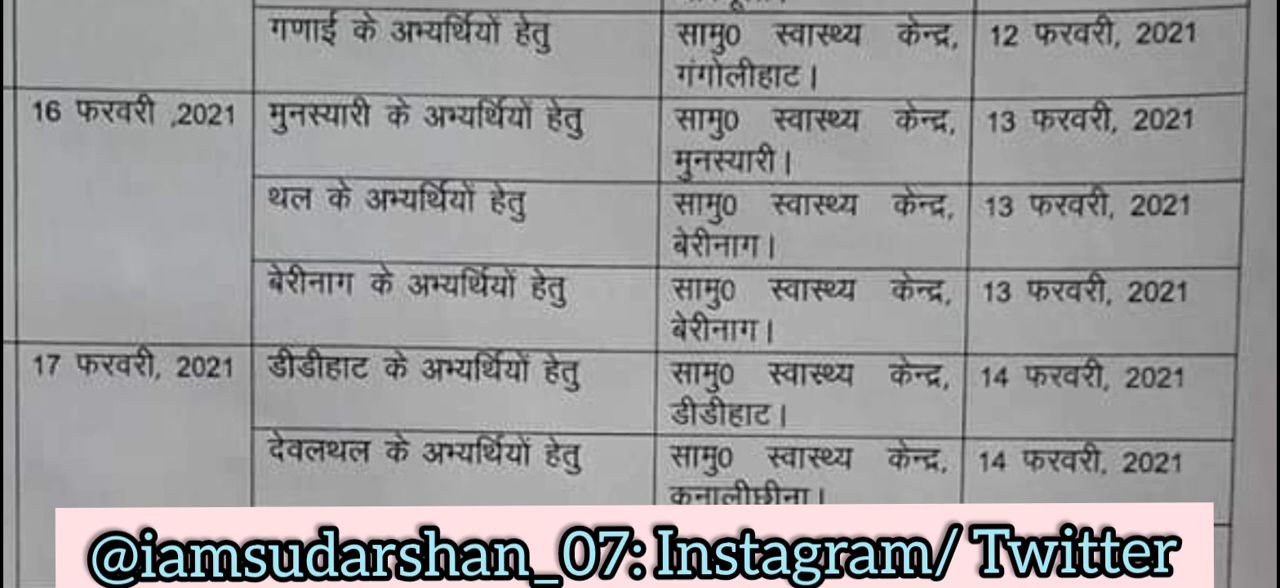 गणाई के अभ्यर्थियों हेतु सामु0 स्वास्थ्य केन्द्र, 12 फरवरी, 2021
गंगोलीहाट।
16 फरवरी ,2021 मुनस्यारी के अभ्यर्थियों हेतु सामु0 स्वास्थ्य केन्द्र, 13 फरवरी, 2021
मुनस्यारी।
थल के अभ्यर्थियों हेतु सामु0 स्वास्थ्य केन्द्र, 13 फरवरी, 2021
बेरीनाग।
बेरीनाग के अभ्यर्थियों हेतु सामु0 स्वास्थ्य केन्द्र, 13 फरवरी, 2021
बेरीनाग।
17 फरवरी, 2021 डीडीहाट के अभ्यर्थियों हेतु सामु0 स्वास्थ्य केन्द्र, 14 फरवरी, 2021
डीडीहाट।
देवलथल के अभ्यर्थियों हेतु सामु0 स्वास्थ्य केन्द्र, 14 फरवरी, 2021
कनालीछीना।
@iamsudarshan_07: Instagram/ Twitter